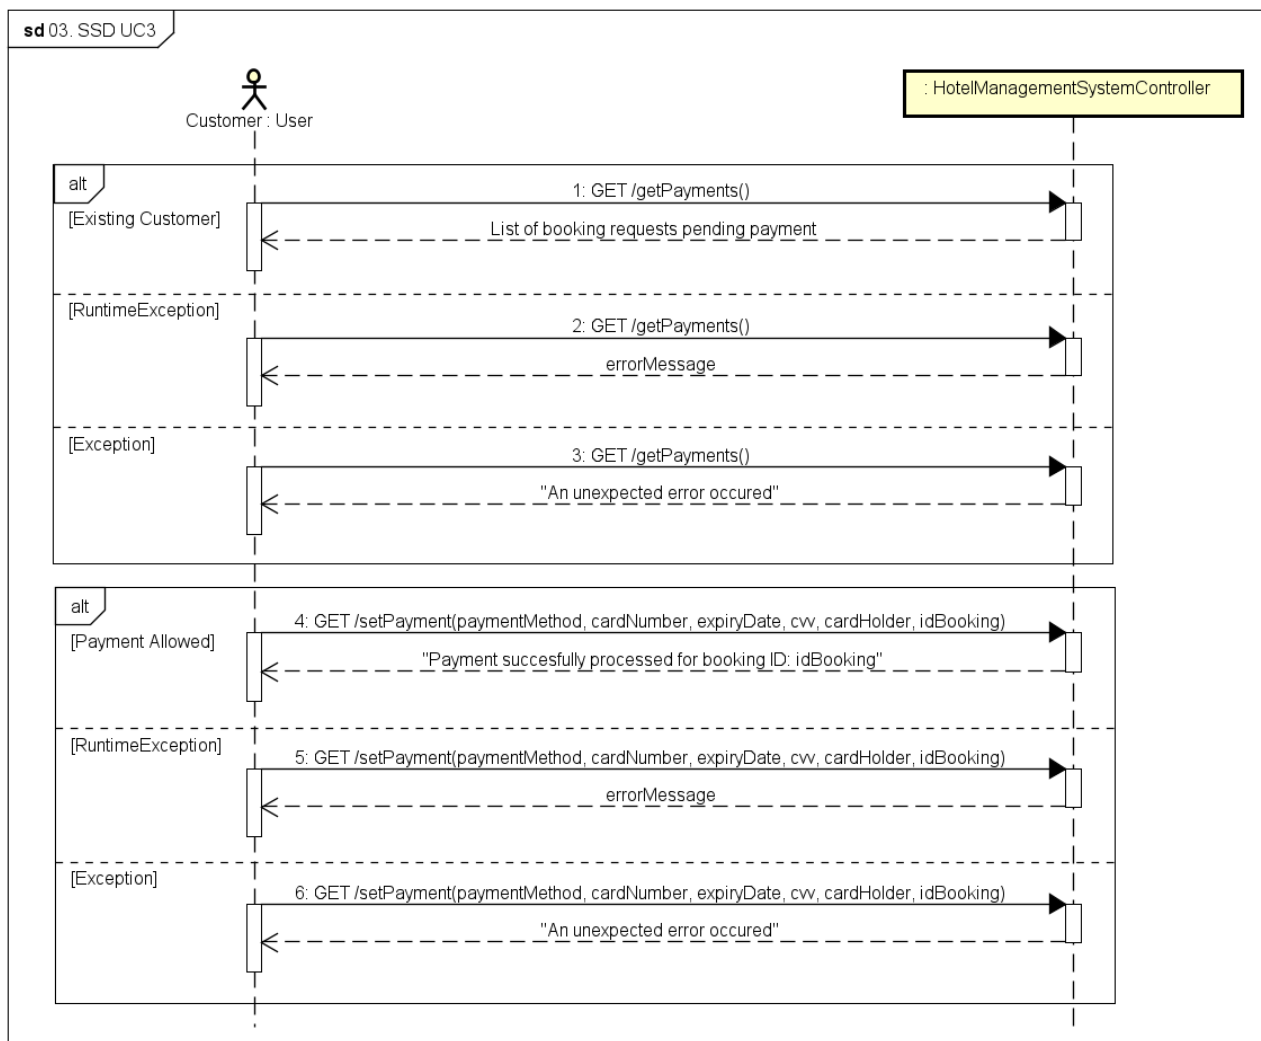 sd 03. SSD UC3
Customer : User
: HotelManagementSystemController
alt
[Existing Customer]
1: GET /getPayments()
List of booking requests pending payment
[RuntimeException]
2: GET /getPayments()
errorMessage
[Exception]
3: GET /getPayments()
"An unexpected error occured"
alt
[Payment Allowed]
4: GET /setPayment(paymentMethod, cardNumber, expiryDate, cvv, cardHolder, idBooking)
"Payment succesfully processed for booking ID: idBooking"
[RuntimeException]
5: GET /setPayment(paymentMethod, cardNumber, expiryDate, cvv, cardHolder, idBooking)
errorMessage
[Exception]
6: GET /setPayment(paymentMethod, cardNumber, expiryDate, cvv, cardHolder, idBooking)
"An unexpected error occured"